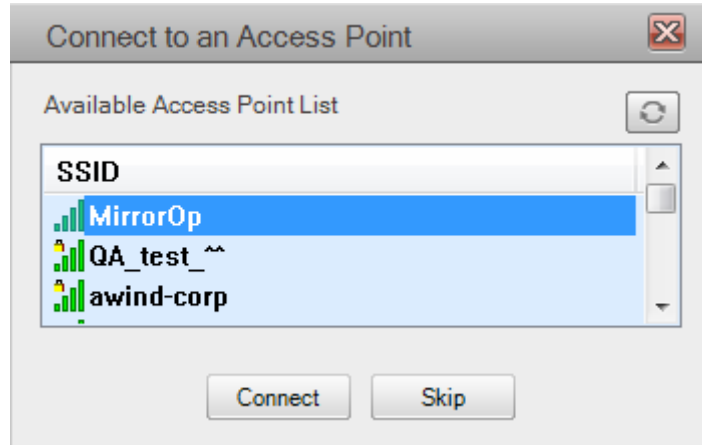 Connect to an Access Point
Available Access Point List
SSID
MirrorOp
QA_test_^^
awind-corp
Connect Skip